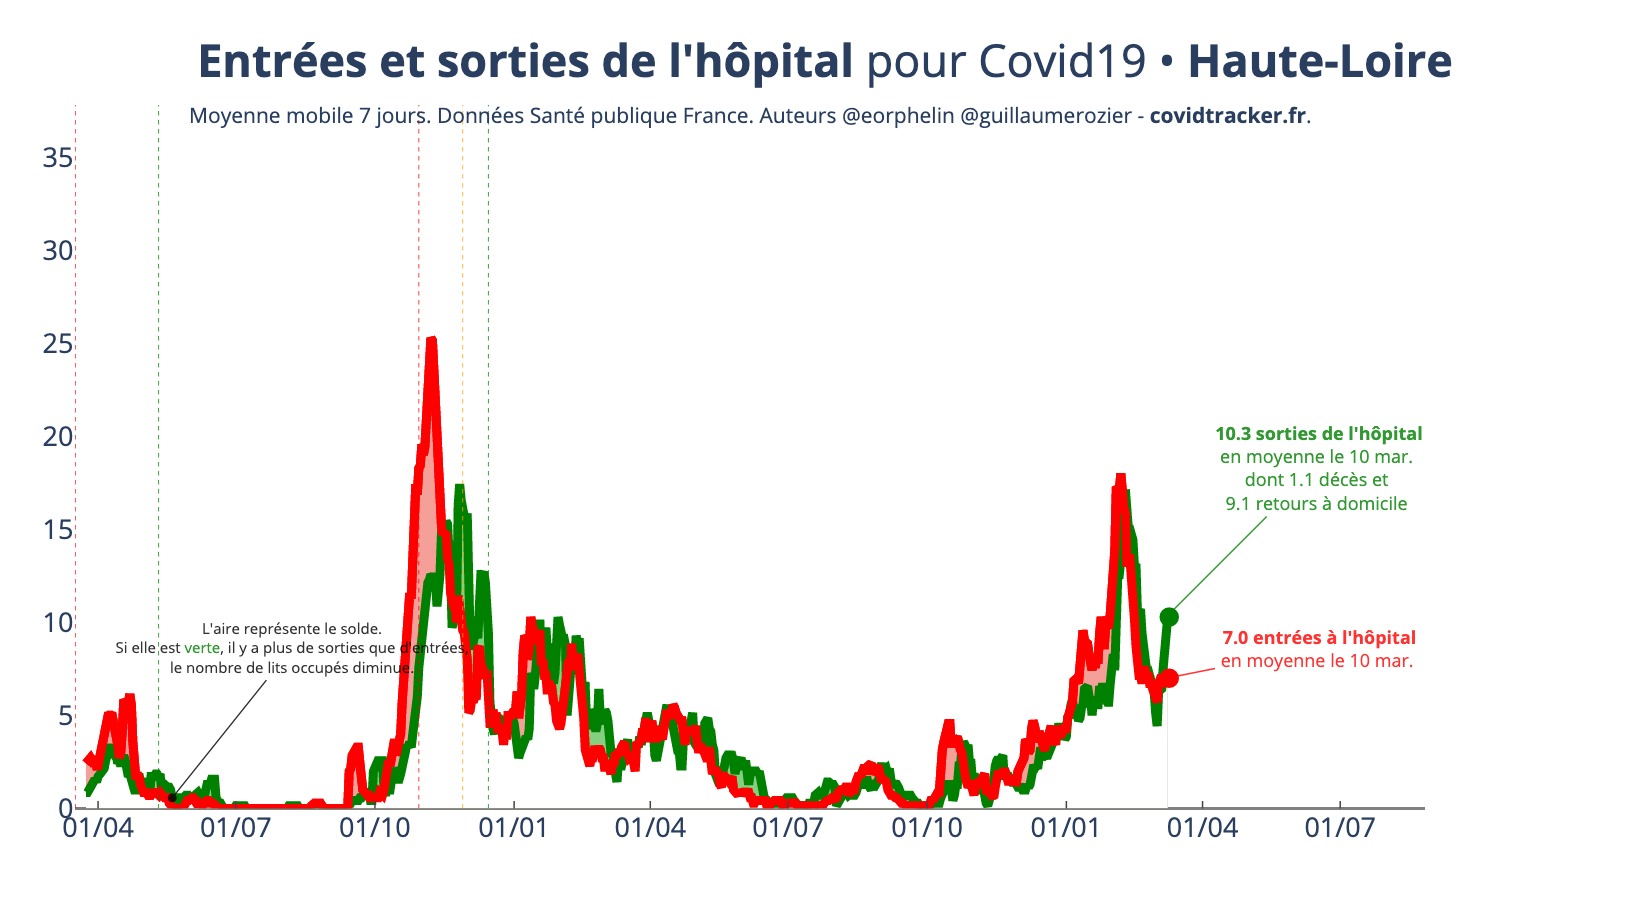 Entrées et sorties de l'hôpital pour Covid19 • Haute-Loire
Moyenne mobile 7 jours. Données Santé publique France. Auteurs @eorphelin @guillaumerozier - covidtracker.fr.
35
30
25
20
15
10
5
0
10.3 sorties de l'hôpital
en moyenne le 10 mar.
dont 1.1 décès et
9.1 retours à domicile
7.0 entrées à l'hôpital
en moyenne le 10 mar.
L'aire représente le solde.
Si elle est verte, il y a plus de sorties que d'entrées,
le nombre de lits occupés diminue.
01/04 01/07 01/10 01/01 01/04 01/07 01/10 01/01 01/04 01/07